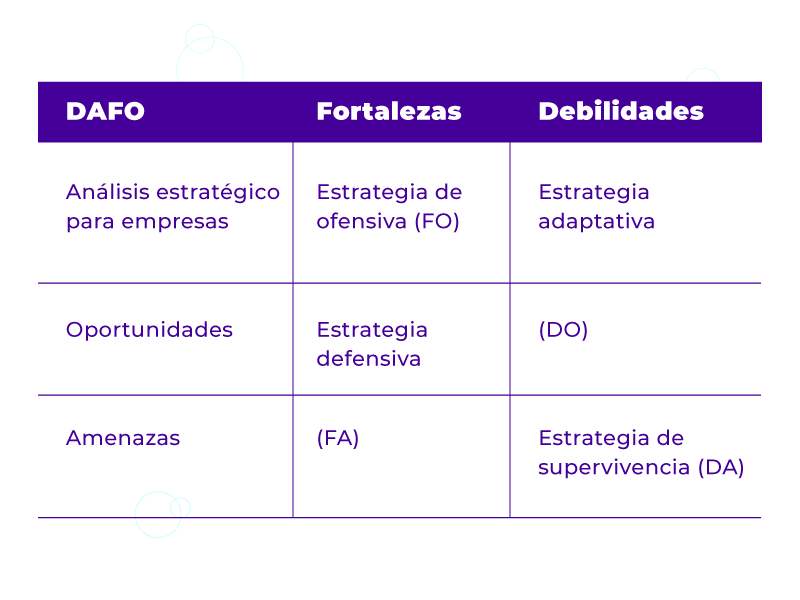 DAFO Fortalezas Debilidades
Análisis estratégico Estrategia de Estrategia
para empresas ofensiva (FO) adaptativa
Oportunidades Estrategia (DO)
defensiva
Amenazas (FA) Estrategia de
supervivencia (DA)